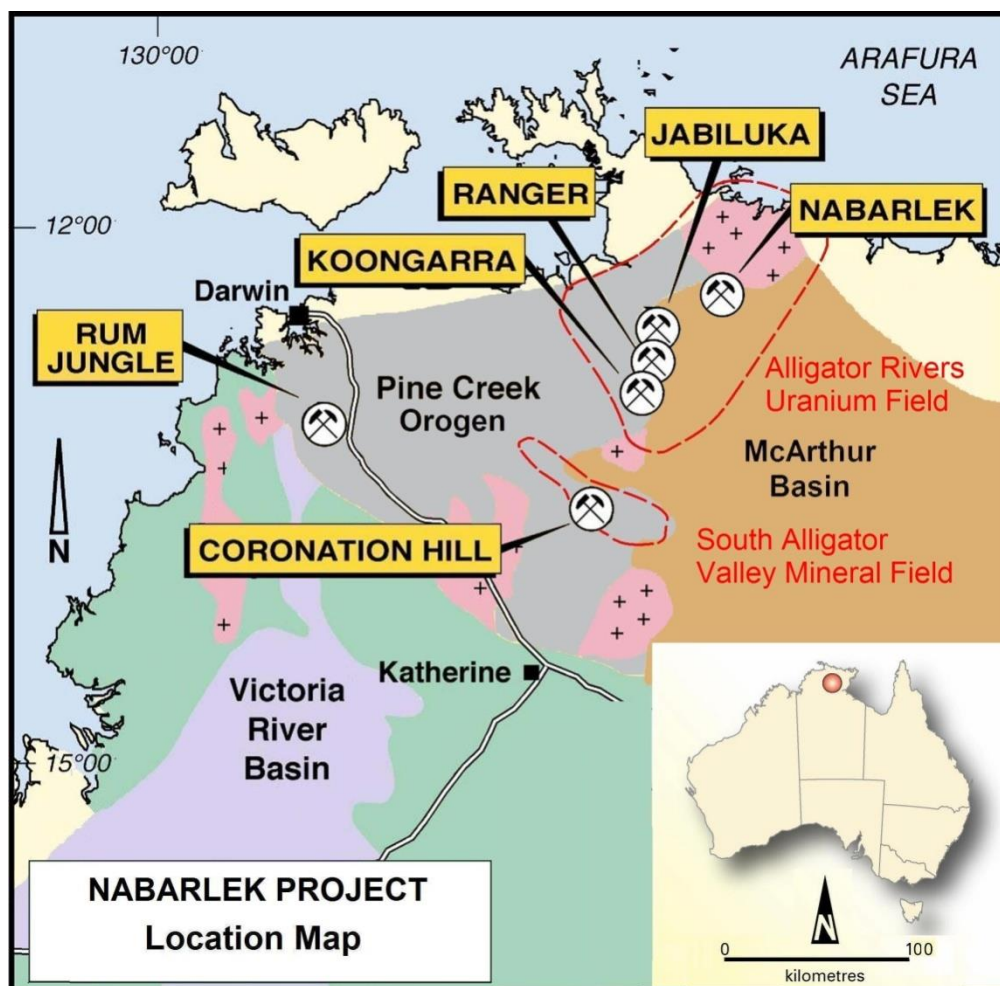 130°00
ARAFURA
SEA
JABILUKA
RANGER
NABARLEK
12°00
KOONGARRA
Darwin
RUM
JUNGLE
Pine Creek
Orogen
Alligator Rivers
Uranium Field
McArthur
Basin
N
CORONATION HILL
South Alligator
Valley Mineral Field
Katherine
Victoria
River
Basin
15°00
NABARLEK PROJECT
Location Map
N
0
100
kilometres